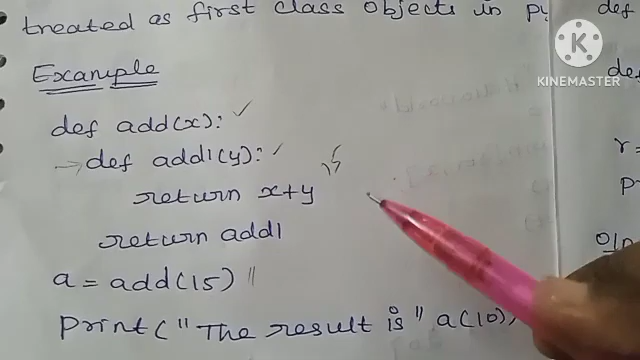 treated as first class objects in
Example
def add(x):
def add1(y):
return x+y
return add1
a = add(15)
Print("The result is" a(10)
def
KINEMASTER
r=